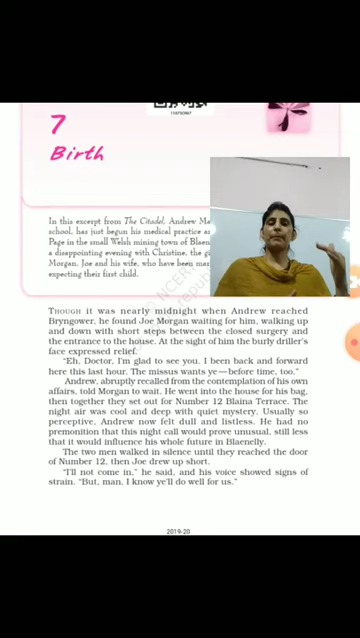 7
Birth
In this excerpt from The Citadel, Andrew
school, has just begun his medical practice as
Page in the small Welsh mining town of
a disappointing evening with Christine, the
Morgan. Joe and his wife, who have been
expecting their first child.
THOUGH it was nearly midnight when Andrew reached
Bryngower, he found Joe Morgan waiting for him, walking up
and down with short steps between the closed surgery and
the entrance to the house. At the sight of him the burly driller's
face expressed relief.
“Eh, Doctor, I'm glad to see you. I been back and forward
here this last hour. The missus wants ye — before time, too.”
Andrew, abruptly recalled from the contemplation of his own
affairs, told Morgan to wait. He went into the house for his bag,
then together they set out for Number 12 Blaina Terrace. The
night air was cool and deep with quiet mystery. Usually so
perceptive, Andrew now felt dull and listless. He had no
premonition that this night call would prove unusual, still less
that it would influence his whole future in Blaenelly.
The two men walked in silence until they reached the door
of Number 12, then Joe drew up short.
“I'll not come in,” he said, and his voice showed signs of
strain. “But, man, I know ye'll do well for us.”
2019-20